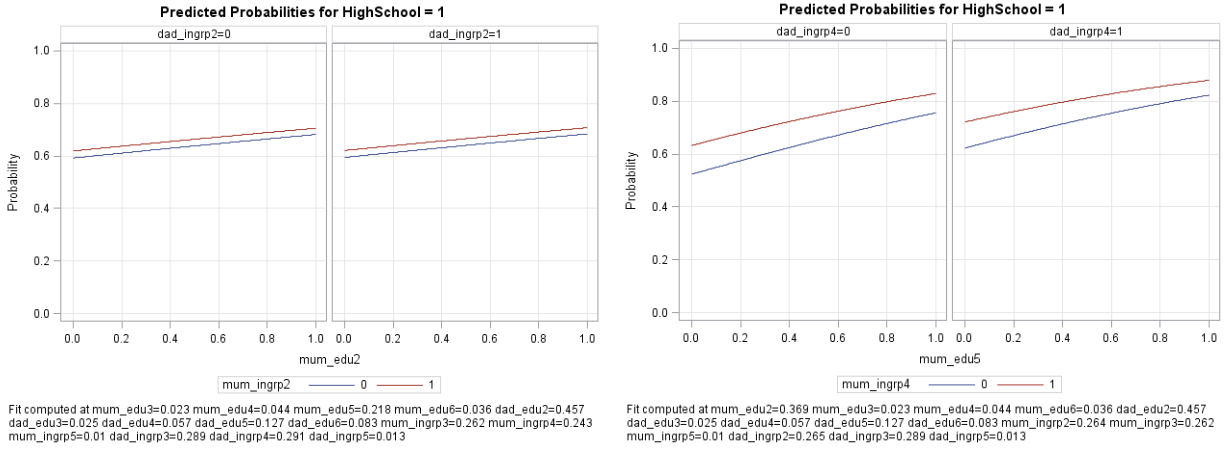 Predicted Probabilities for HighSchool = 1
dad_ingrp2=0
dad_ingrp2=1
1.0
0.8
0.6
0.4
0.2
0.0
Probability
0.0 0.2 0.4 0.6 0.8 1.0
0.0 0.2 0.4 0.6 0.8 1.0
mum_edu2
mum_ingrp2 0 1
Fit computed at mum_edu3=0.023 mum_edu4=0.044 mum_edu5=0.218 mum_edu6=0.036 dad_edu2=0.457
dad_edu3=0.025 dad_edu4=0.057 dad_edu5=0.127 dad_edu6=0.083 mum_ingrp3=0.262 mum_ingrp4=0.243
mum_ingrp5=0.01 dad_ingrp3=0.289 dad_ingrp4=0.291 dad_ingrp5=0.013
Predicted Probabilities for HighSchool = 1
dad_ingrp4=0
dad_ingrp4=1
1.0
0.8
0.6
0.4
0.2
0.0
Probability
0.0 0.2 0.4 0.6 0.8 1.0
0.0 0.2 0.4 0.6 0.8 1.0
mum_edu5
mum_ingrp4 0 1
Fit computed at mum_edu2=0.369 mum_edu3=0.023 mum_edu4=0.044 mum_edu6=0.036 dad_edu2=0.457
dad_edu3=0.025 dad_edu4=0.057 dad_edu5=0.127 dad_edu6=0.083 mum_ingrp2=0.264 mum_ingrp3=0.262
mum_ingrp5=0.01 dad_ingrp2=0.265 dad_ingrp3=0.289 dad_ingrp5=0.013